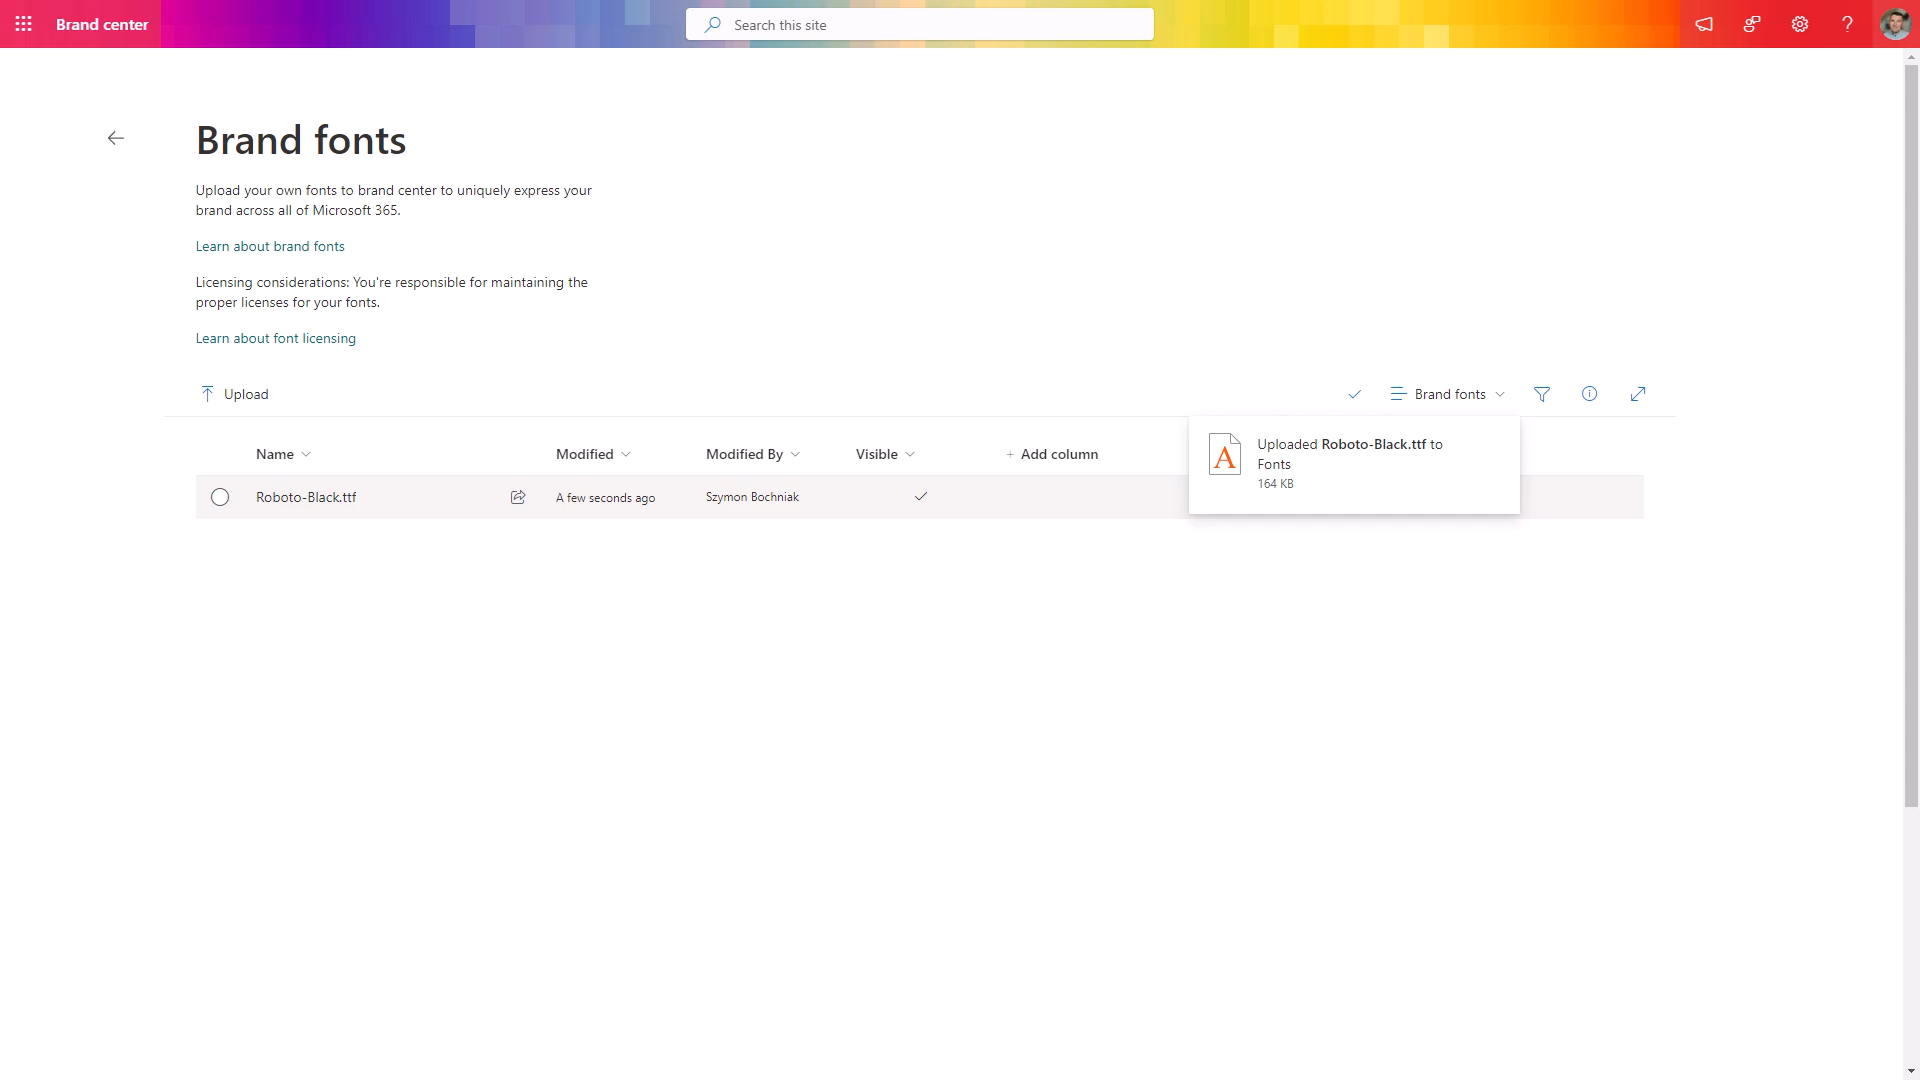 Brand center
Search this site
Brand fonts
Upload your own fonts to brand center to uniquely express your
brand across all of Microsoft 365.
Learn about brand fonts
Licensing considerations: You're responsible for maintaining the
proper licenses for your fonts.
Learn about font licensing
Upload
Brand fonts
Name
Modified
Modified By
Visible
+ Add column
Uploaded Roboto-Black.ttf to
Fonts
164 KB
Roboto-Black.ttf
A few seconds ago
Szymon Bochniak